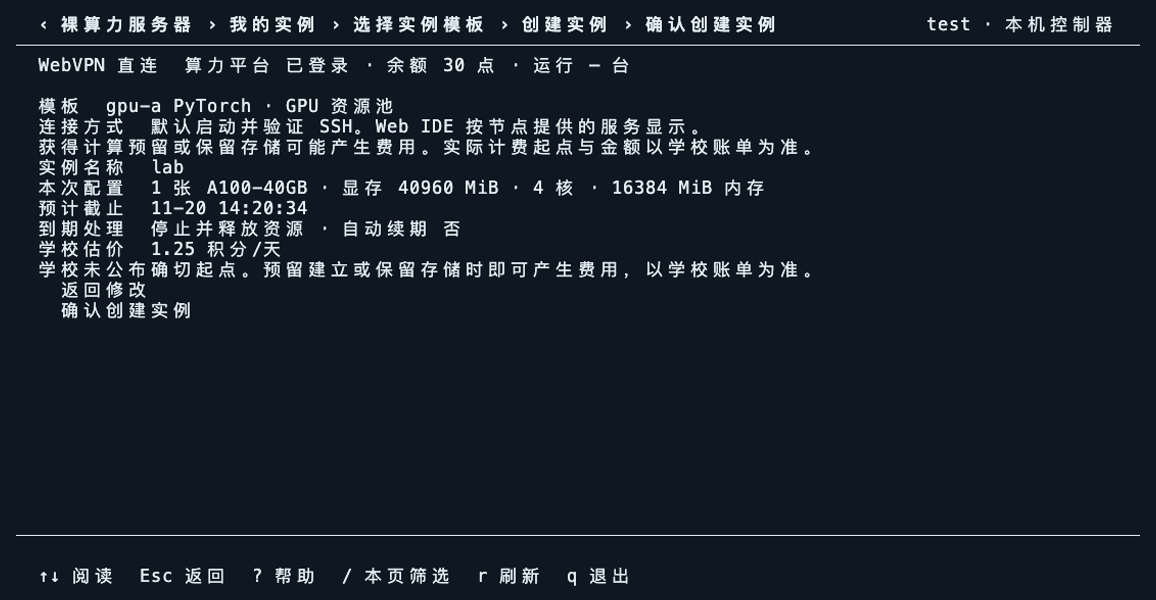 ‹ 裸算力服务器 › 我的实例 › 选择实例模板 › 创建实例 › 确认创建实例 test · 本机控制器
WebVPN 直连 算力平台 已登录 · 余额 30 点 · 运行 — 台
模板 gpu-a PyTorch · GPU 资源池
连接方式 默认启动并验证 SSH。Web IDE 按节点提供的服务显示。
获得计算预留或保留存储可能产生费用。实际计费起点与金额以学校账单为准。
实例名称 lab
本次配置 1 张 A100-40GB · 显存 40960 MiB · 4 核 · 16384 MiB 内存
预计截止 11-20 14:20:34
到期处理 停止并释放资源 · 自动续期 否
学校估价 1.25 积分/天
学校未公布确切起点。预留建立或保留存储时即可产生费用，以学校账单为准。
返回修改
确认创建实例
↑↓ 阅读 Esc 返回 ? 帮助 / 本页筛选 r 刷新 q 退出